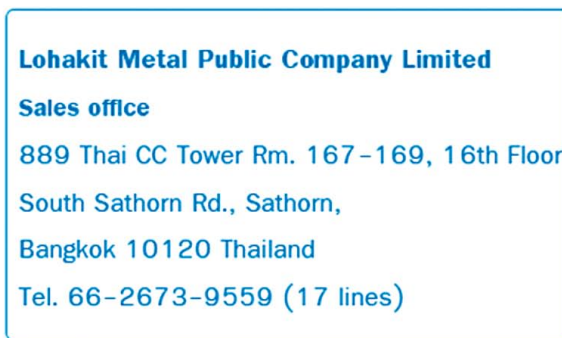 Lohakit Metal Public Company Limited
Sales office
889 Thai CC Tower Rm. 167-169, 16th Floor
South Sathorn Rd., Sathorn,
Bangkok 10120 Thailand
Tel. 66-2673-9559 (17 lines)